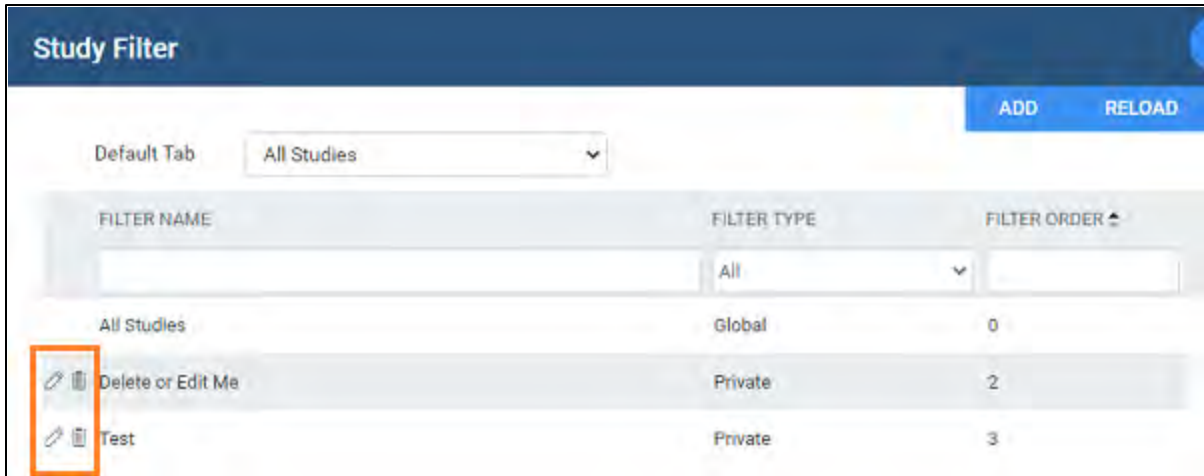 Study Filter
ADD RELOAD
Default Tab All Studies
FILTER NAME FILTER TYPE FILTER ORDER
All
All Studies Global 0
Delete or Edit Me Private 2
Test Private 3